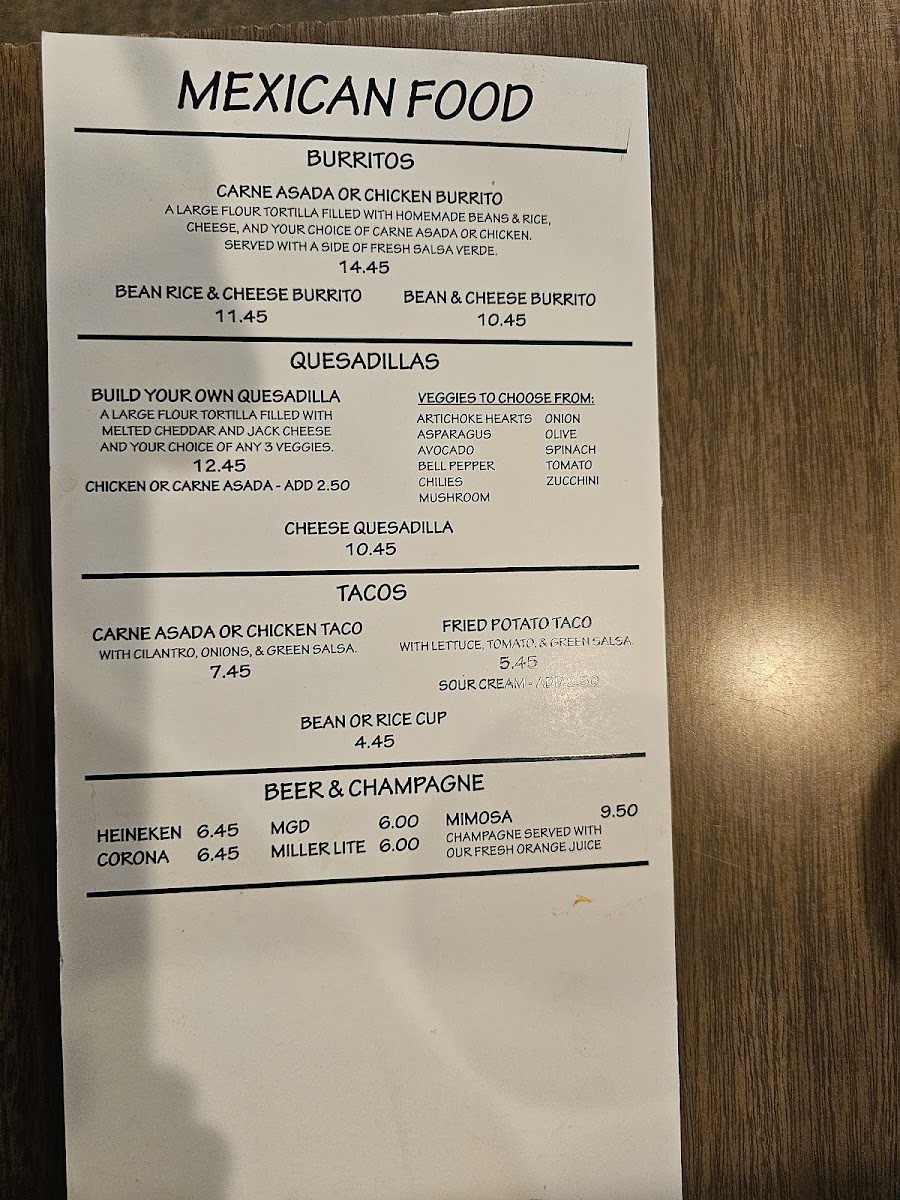 MEXICAN FOOD
BURRITOS
CARNE ASADA OR CHICKEN BURRITO
A LARGE FLOUR TORTILLA FILLED WITH HOMEMADE BEANS & RICE,
CHEESE, AND YOUR CHOICE OF CARNE ASADA OR CHICKEN.
SERVED WITH A SIDE OF FRESH SALSA VERDE.
14.45
BEAN RICE & CHEESE BURRITO
11.45
BEAN & CHEESE BURRITO
10.45
QUESADILLAS
BUILD YOUR OWN QUESADILLA
A LARGE FLOUR TORTILLA FILLED WITH
MELTED CHEDDAR AND JACK CHEESE
AND YOUR CHOICE OF ANY 3 VEGGIES.
12.45
CHICKEN OR CARNE ASADA - ADD 2.50
VEGGIES TO CHOOSE FROM:
ARTICHOKE HEARTS ONION
ASPARAGUS OLIVE
AVOCADO SPINACH
BELL PEPPER TOMATO
CHILIES ZUCCHINI
MUSHROOM
CHEESE QUESADILLA
10.45
TACOS
CARNE ASADA OR CHICKEN TACO
WITH CILANTRO, ONIONS, & GREEN SALSA.
7.45
FRIED POTATO TACO
WITH LETTUCE, TOMATO, & GREEN SALSA.
5.45
SOUR CREAM - ADD
BEAN OR RICE CUP
4.45
BEER & CHAMPAGNE
HEINEKEN 6.45
CORONA 6.45
MGD 6.00
MILLER LITE 6.00
MIMOSA 9.50
CHAMPAGNE SERVED WITH
OUR FRESH ORANGE JUICE